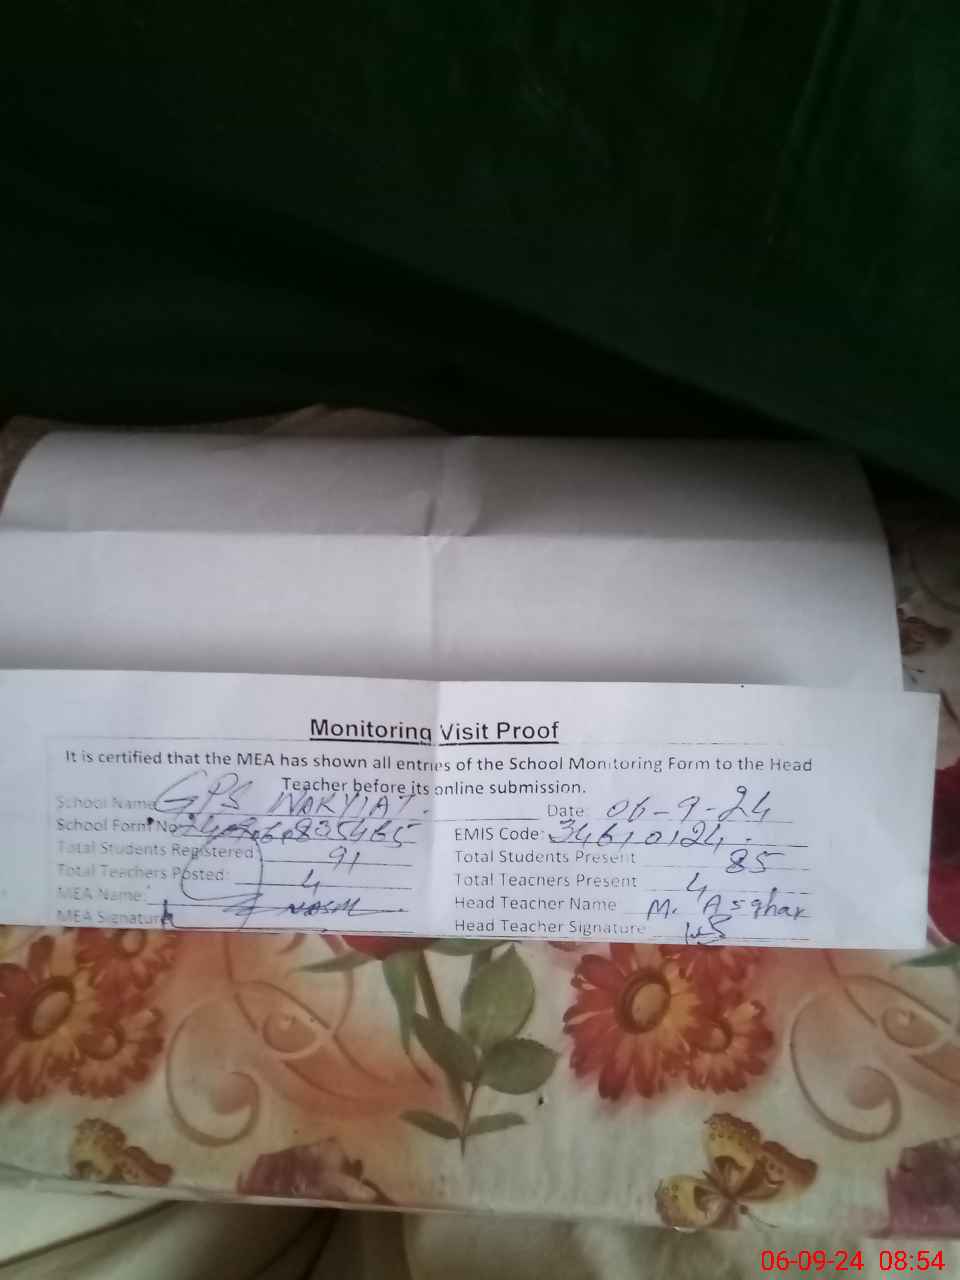 Monitoring Visit Proof
It is certified that the MEA has shown all entries of the School Monitoring Form to the Head
Teacher before its online submission.
School Name GPS WARYIAT. Date: 06-9-24
School Form No EMIS Code: 34610124
Total Students Registered 91 Total Students Present 85
Total Teachers Posted: 4 Total Teachers Present 4
MEA Name: Head Teacher Name M. Asghar
MEA Signature Head Teacher Signature
06-09-24 08:54